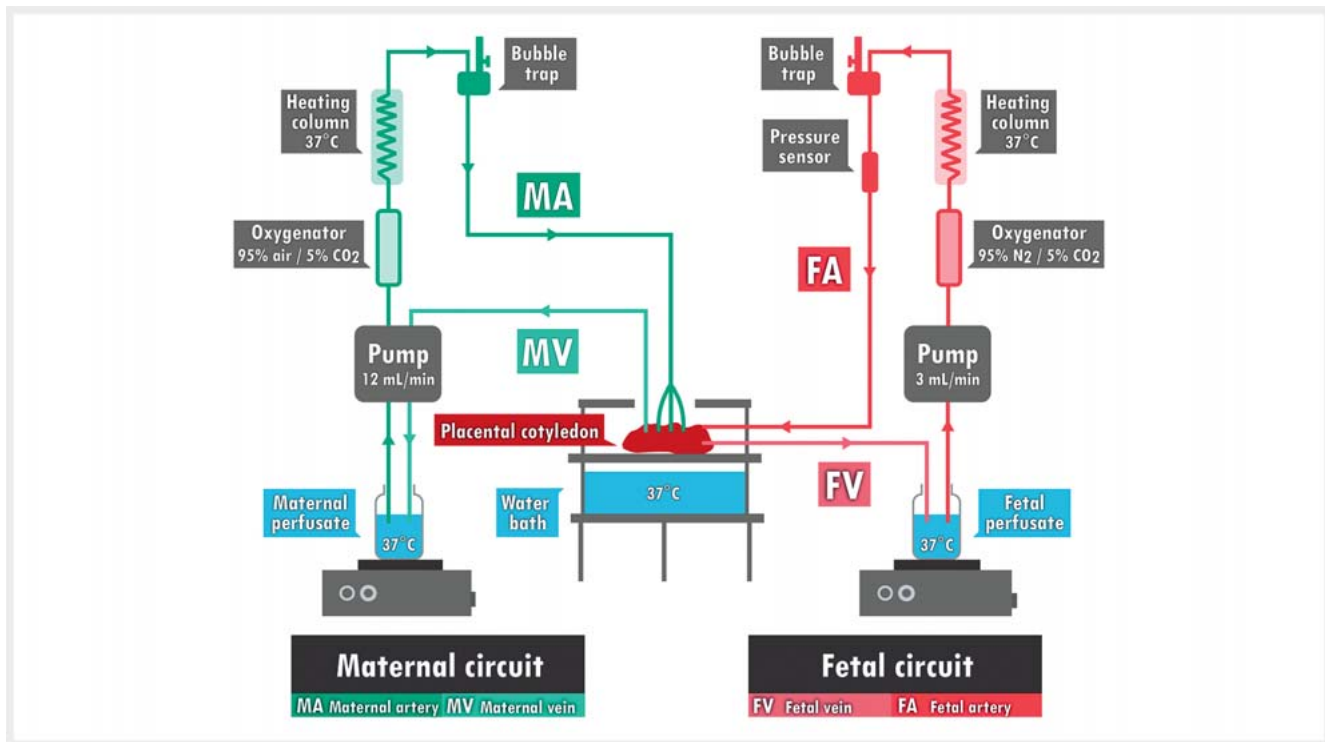 Bubble
trap
Heating
column
37°C
MA
Oxygenator
95% air / 5% CO2
MV
Pump
12 mL/min
Placental cotyledon
Maternal
perfusate
37°C
Water
bath
37°C
Bubble
trap
Heating
column
37°C
Pressure
sensor
FA
Oxygenator
95% N2 / 5% CO2
Pump
3 mL/min
FV
Fetal
perfusate
37°C
Maternal circuit
MA Maternal artery MV Maternal vein
Fetal circuit
FV Fetal vein FA Fetal artery